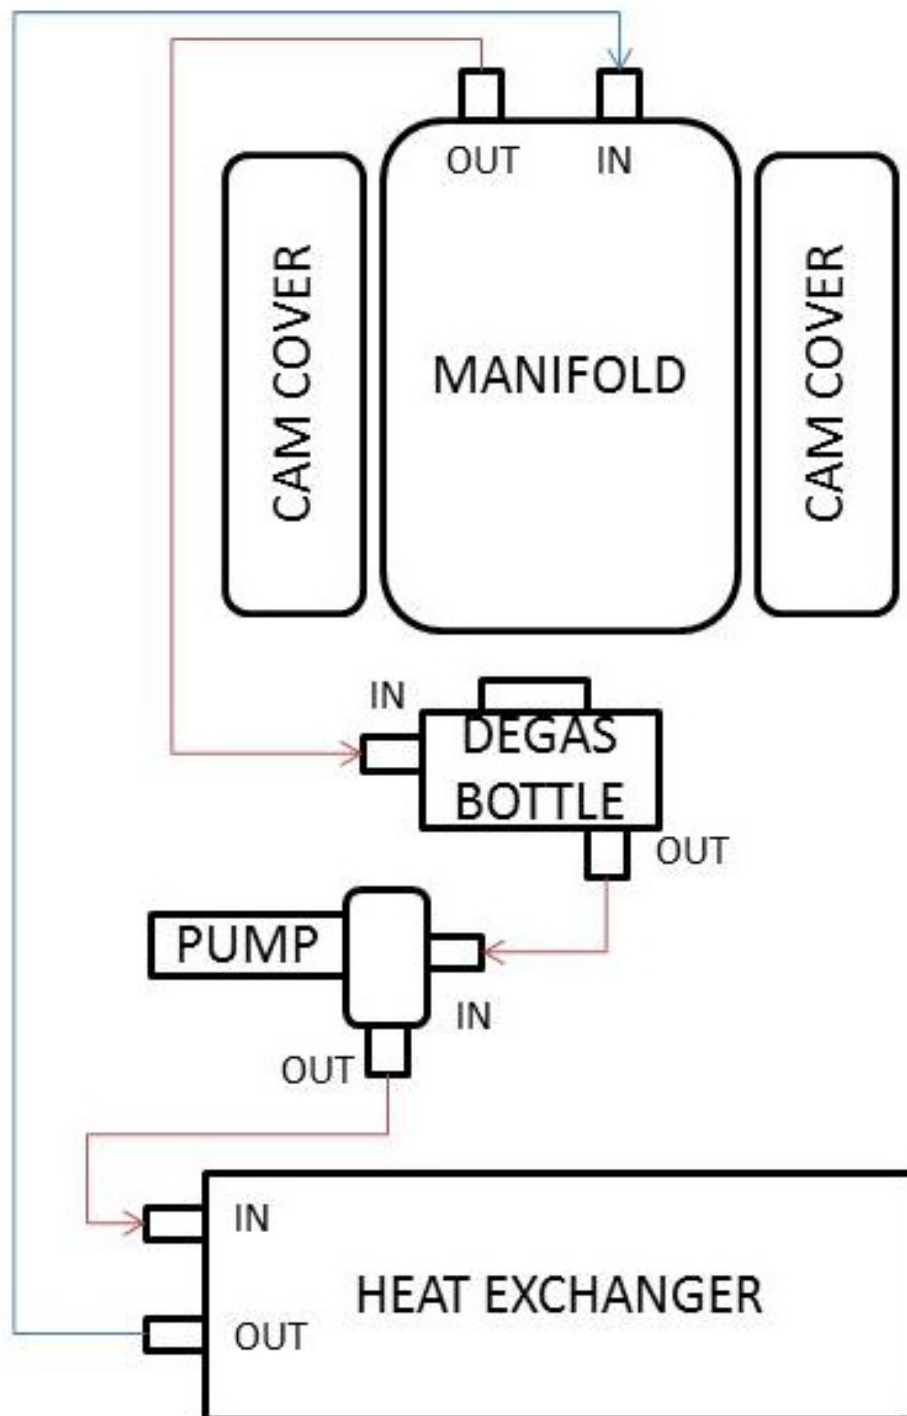 OUT
IN
CAM COVER
MANIFOLD
CAM COVER
IN
DEGAS
BOTTLE
OUT
PUMP
IN
OUT
IN
HEAT EXCHANGER
OUT